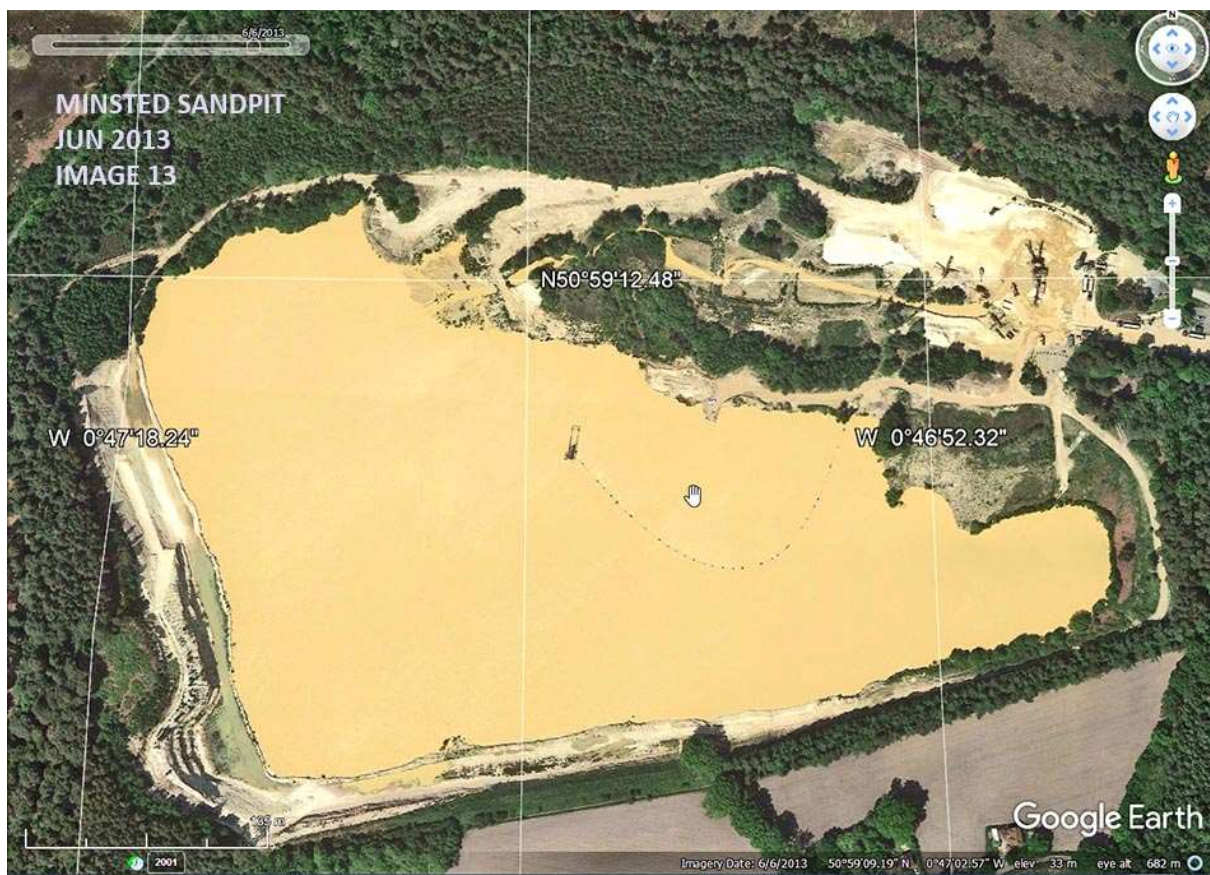 6/6/2013
N
MINSTED SANDPIT
JUN 2013
IMAGE 13
N50°59'12.48"
W 0°47'18.24"
W 0°46'52.32"
Google Earth
2001
Imagery Date: 6/6/2013 50°59'09.19" N 0°47'02.57" W elev 33 m eye alt 682 m